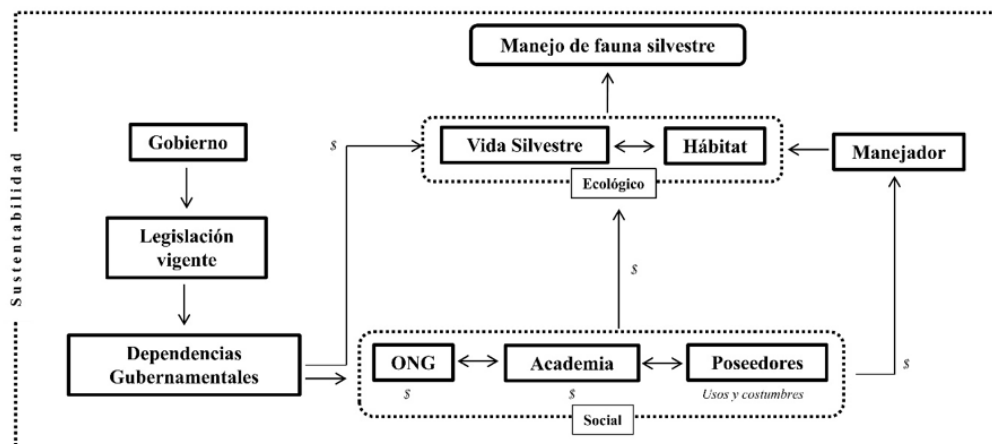 Sustentabilidad
Manejo de fauna silvestre
Gobierno
$
Vida Silvestre
Hábitat
Manejador
Ecológico
Legislación
vigente
$
Dependencias
Gubernamentales
ONG
Academia
Poseedores
$
$
$
Usos y costumbres
Social